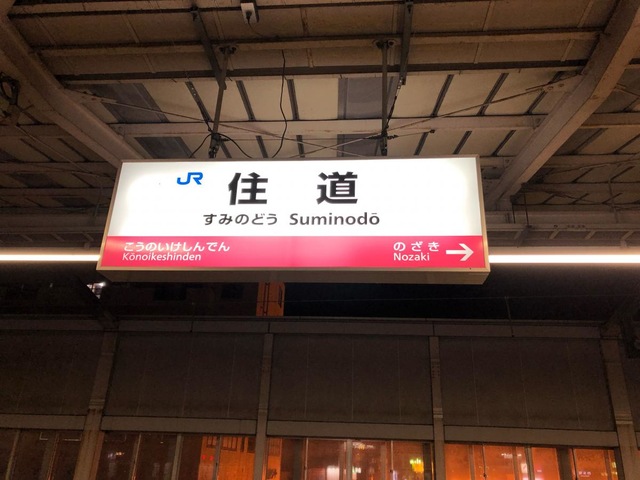 JR 住道
すみのどう Suminodō
こうのいけしんでん のざき →
Kōnoikeshinden Nozaki